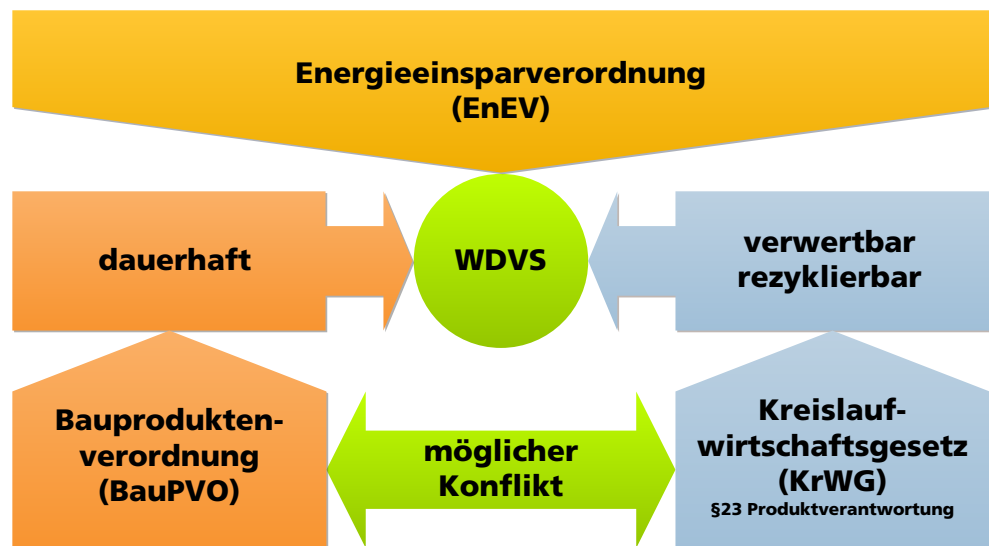 Energieeinsparverordnung
(EnEV)
dauerhaft
WDVS
verwertbar
rezyklierbar
Bauprodukten-
verordnung
(BauPVO)
möglicher
Konflikt
Kreislauf-
wirtschaftsgesetz
(KrWG)
§23 Produktverantwortung